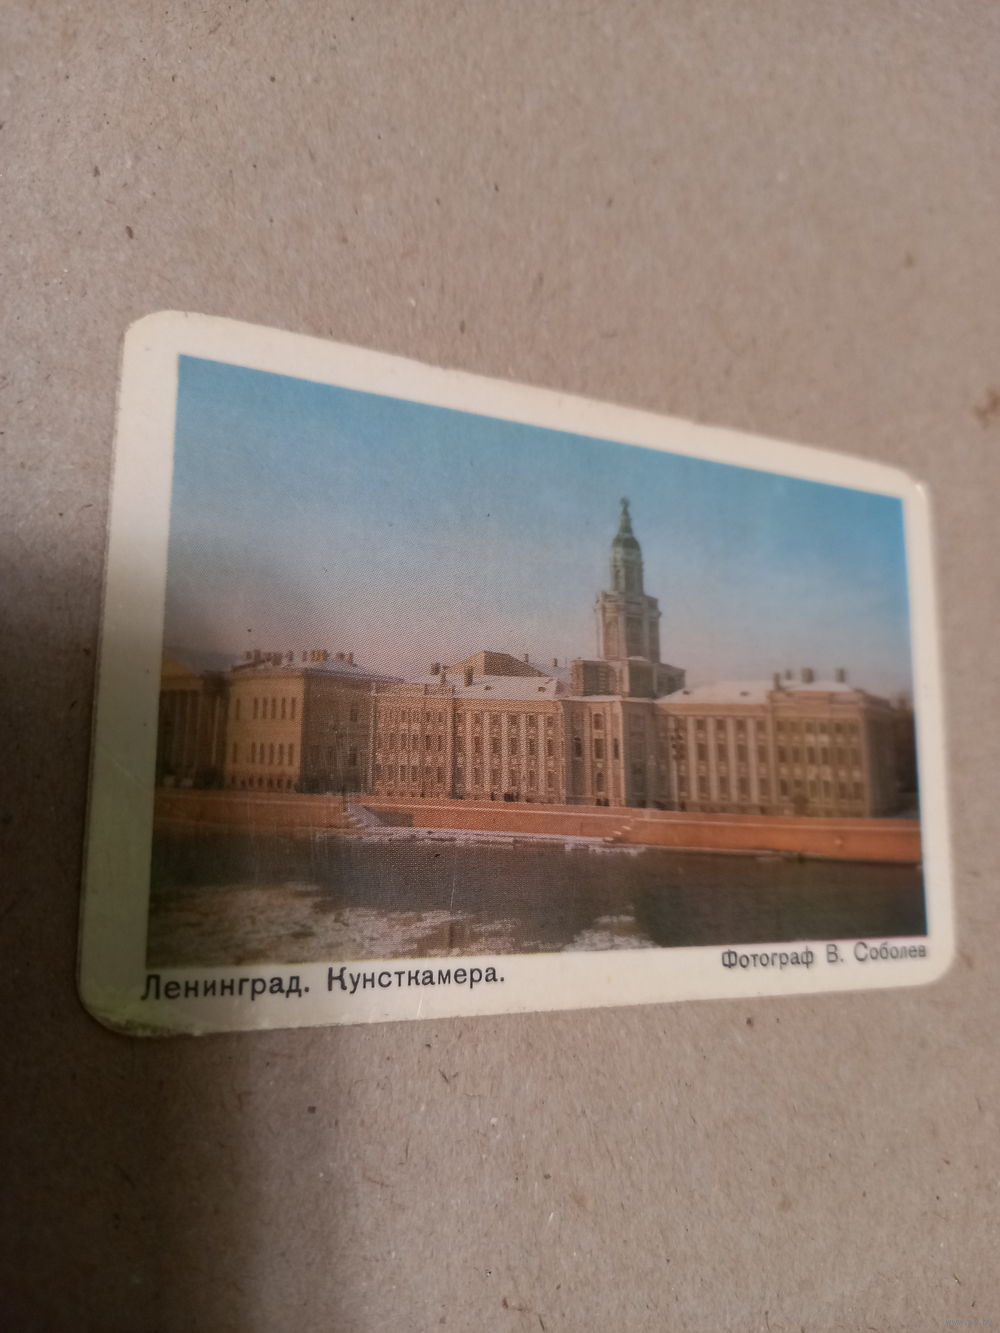 Ленинград. Кунсткамера.
Фотограф В. Соболев